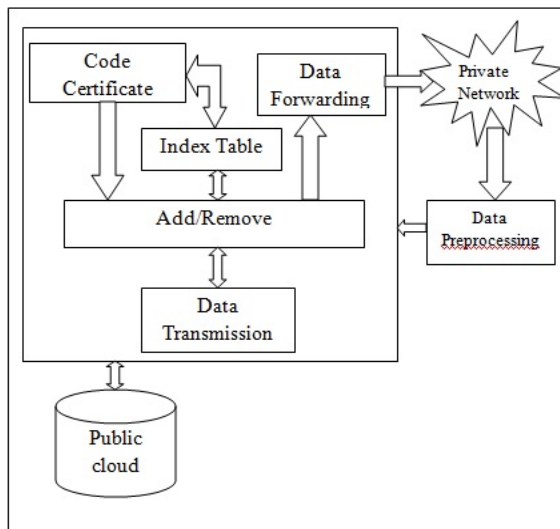 Code
Certificate
Data
Forwarding
Private
Network
Index Table
Add/Remove
Data
Preprocessing
Data
Transmission
Public
cloud